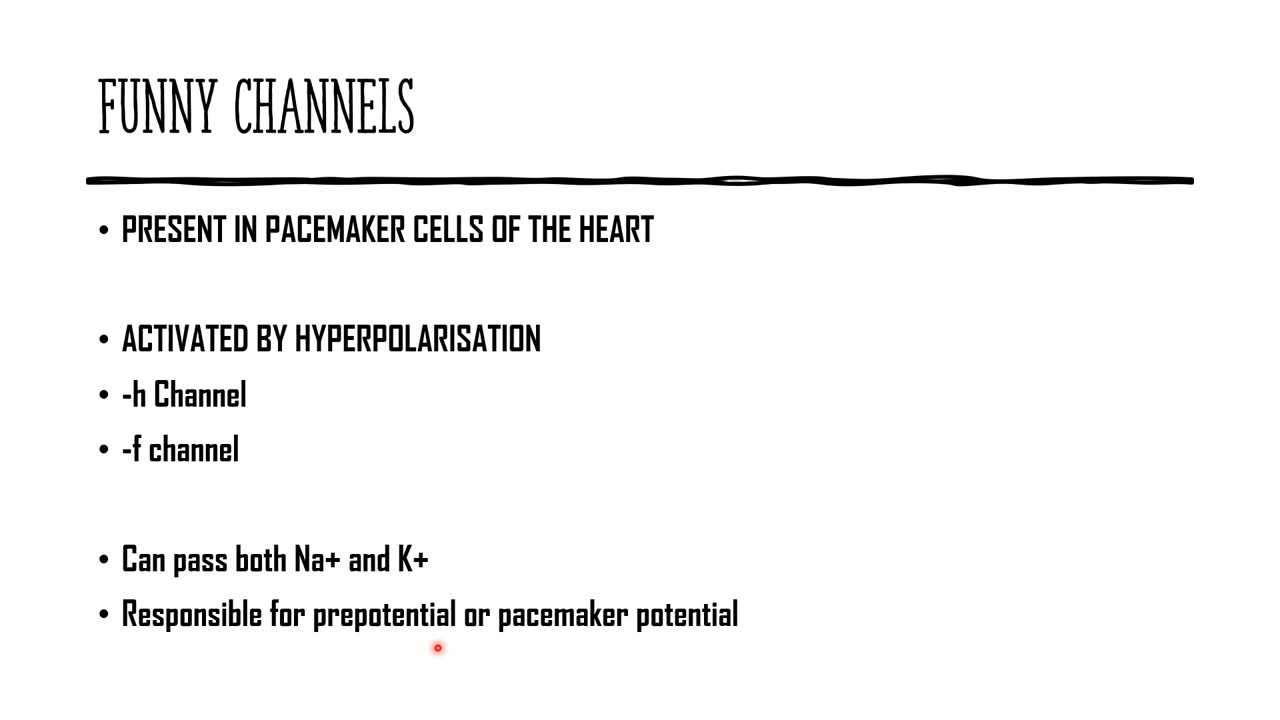 FUNNY CHANNELS
• PRESENT IN PACEMAKER CELLS OF THE HEART
• ACTIVATED BY HYPERPOLARISATION
• -h Channel
• -f channel
• Can pass both Na+ and K+
• Responsible for prepotential or pacemaker potential